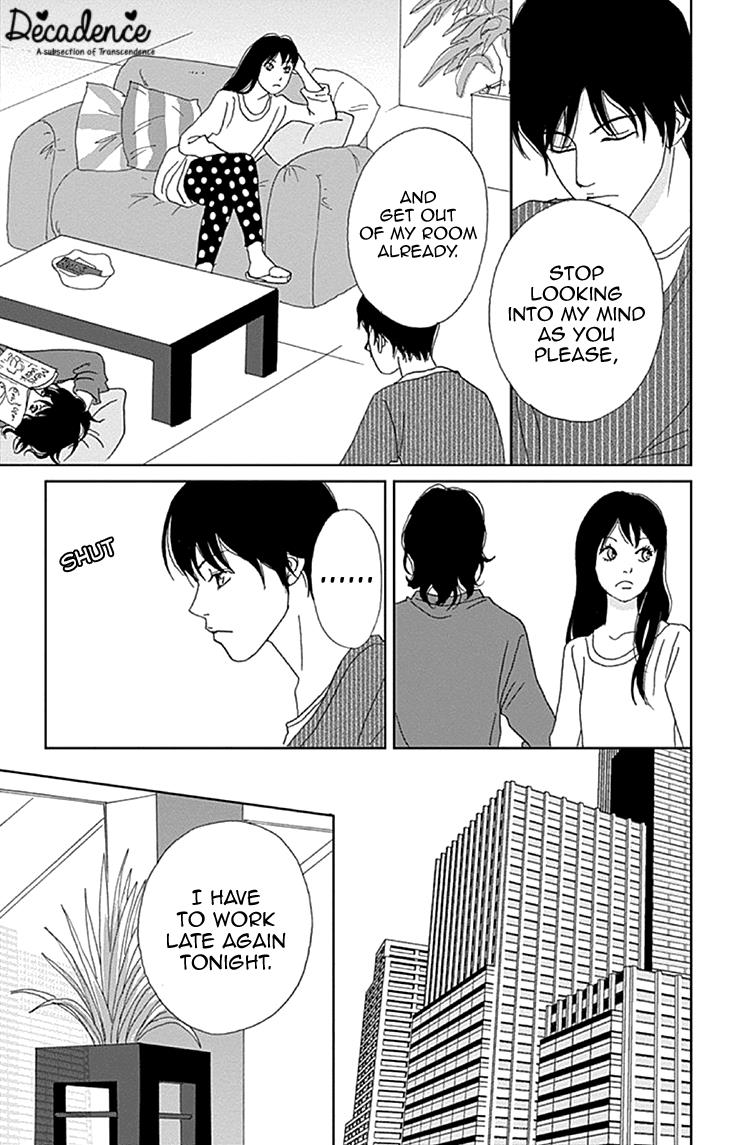 Decadence
A subsection of Transcendence
STOP
LOOKING
INTO MY MIND
AS YOU
PLEASE,
AND
GET OUT
OF MY ROOM
ALREADY.
......
SHUT
I HAVE
TO WORK
LATE AGAIN
TONIGHT.